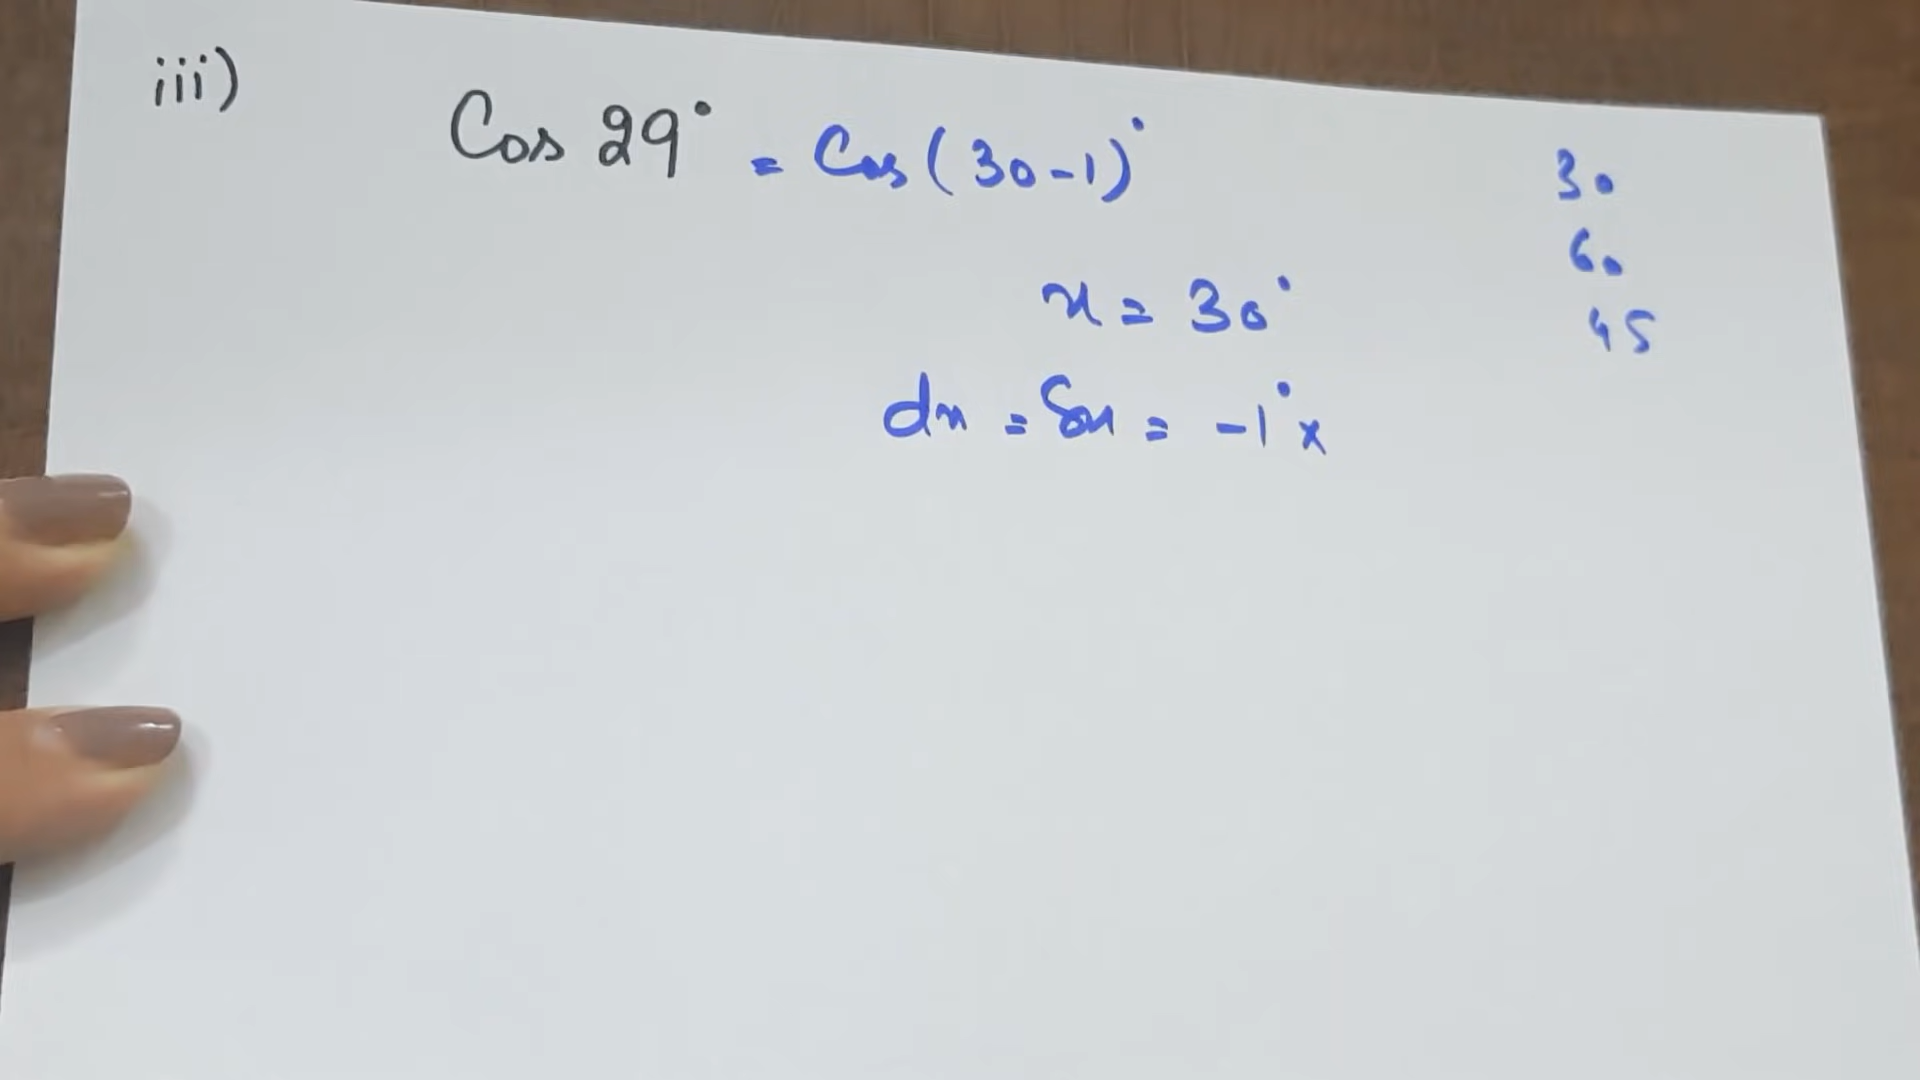 iii)
Cos 29° = Cos(30-1)°
30
60
45
x = 30°
dx = δx = -1° x